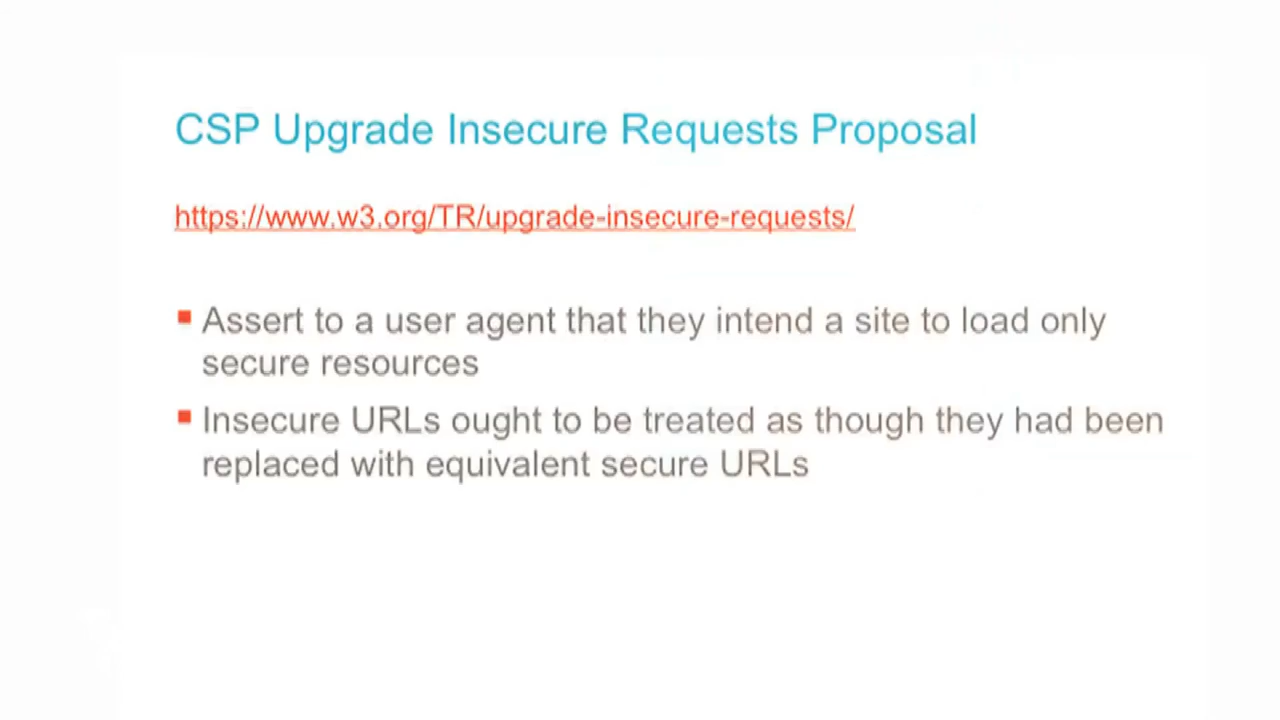 CSP Upgrade Insecure Requests Proposal
https://www.w3.org/TR/upgrade-insecure-requests/
Assert to a user agent that they intend a site to load only
secure resources
Insecure URLs ought to be treated as though they had been
replaced with equivalent secure URLs